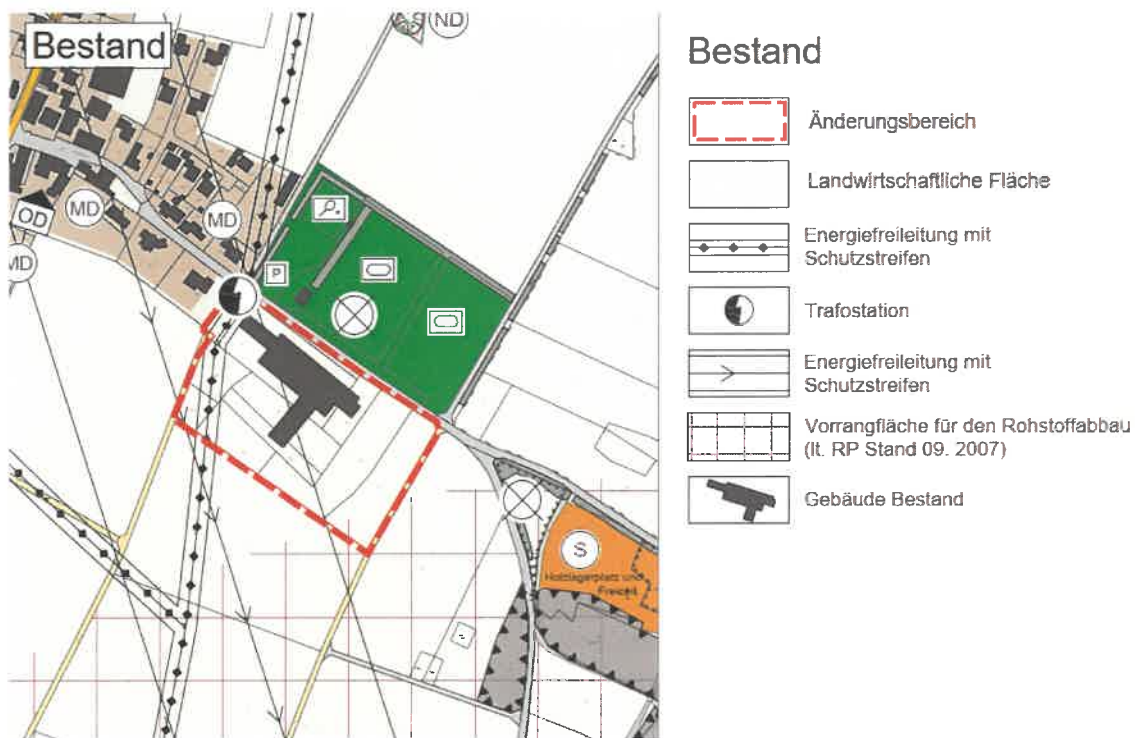 Bestand
ND
MD
OD
MD
MD
P
S
Holzlagerplatz und
Freizeit
Bestand
Änderungsbereich
Landwirtschaftliche Fläche
Energiefreileitung mit
Schutzstreifen
Trafostation
Energiefreileitung mit
Schutzstreifen
Vorrangfläche für den Rohstoffabbau
(lt. RP Stand 09. 2007)
Gebäude Bestand